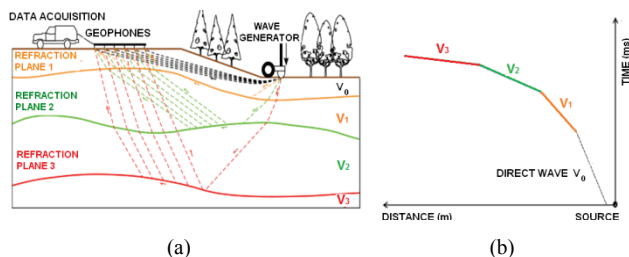 DATA ACQUISITION
GEOPHONES
WAVE
GENERATOR
REFRACTION
PLANE 1
V0
REFRACTION
PLANE 2
V1
V2
REFRACTION
PLANE 3
V3
(a)
TIME (ms)
V3
V2
V1
DIRECT WAVE V0
DISTANCE (m)
SOURCE
(b)